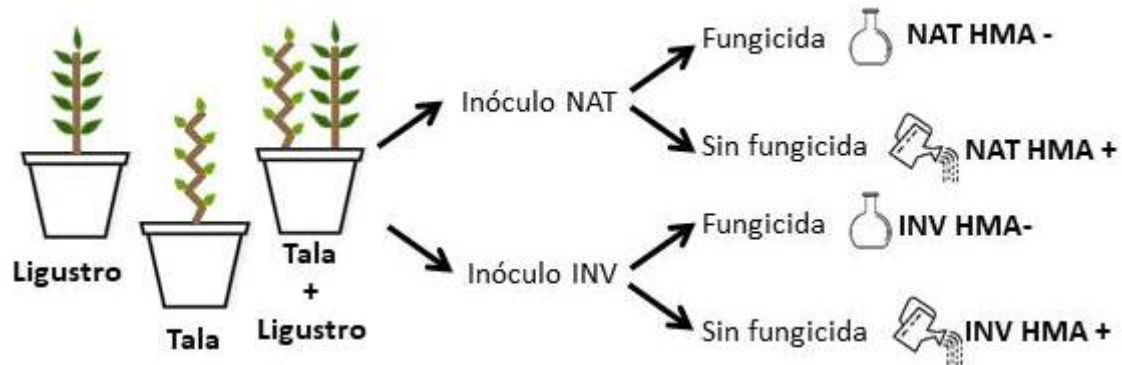 Ligustro
Tala
Tala
+
Ligustro
Inóculo NAT
Fungicida NAT HMA -
Sin fungicida NAT HMA +
Inóculo INV
Fungicida INV HMA-
Sin fungicida INV HMA +